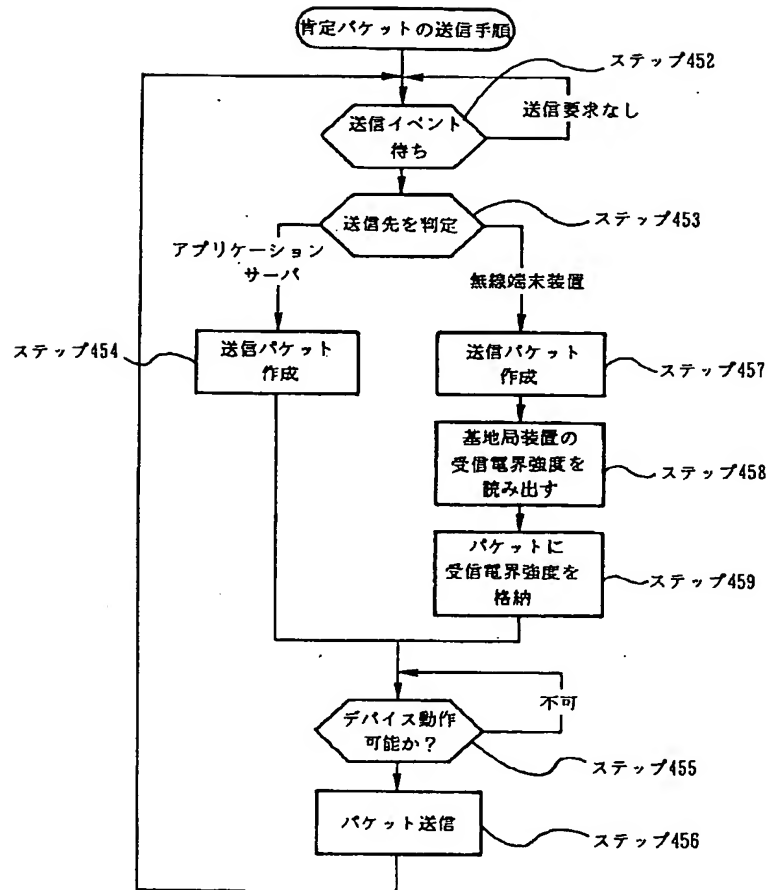 肯定パケットの送信手順
ステップ452
送信要求なし
送信イベント
待ち
送信先を判定
ステップ453
アプリケーション
サーバ
無線端末装置
ステップ454
送信パケット
作成
送信パケット
作成
ステップ457
基地局装置の
受信電界強度を
読み出す
ステップ458
パケットに
受信電界強度を
格納
ステップ459
不可
デバイス動作
可能か？
ステップ455
パケット送信
ステップ456